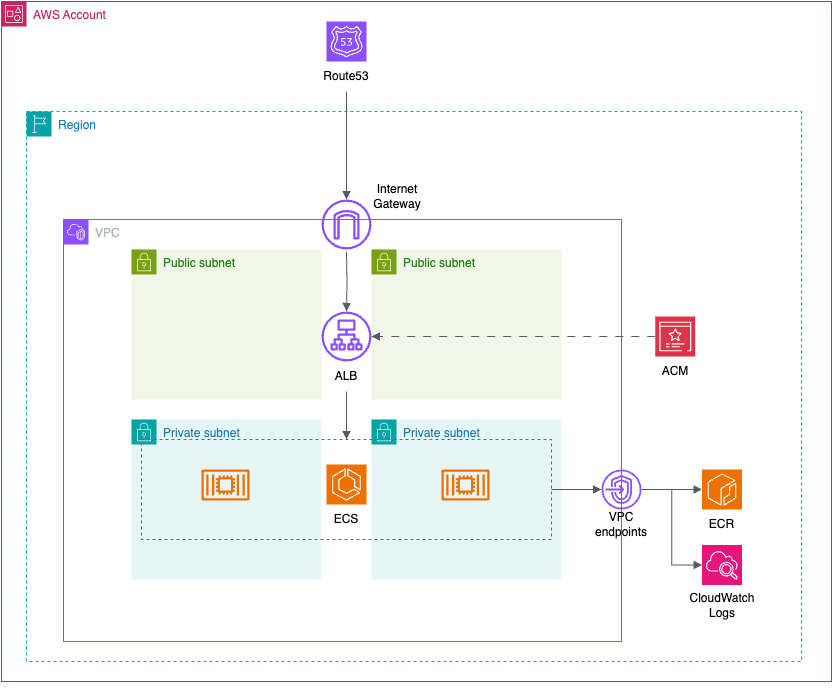 AWS Account
53
Route53
Region
Internet
Gateway
VPC
Public subnet
Public subnet
ALB
ACM
Private subnet
Private subnet
ECS
VPC
endpoints
ECR
CloudWatch
Logs